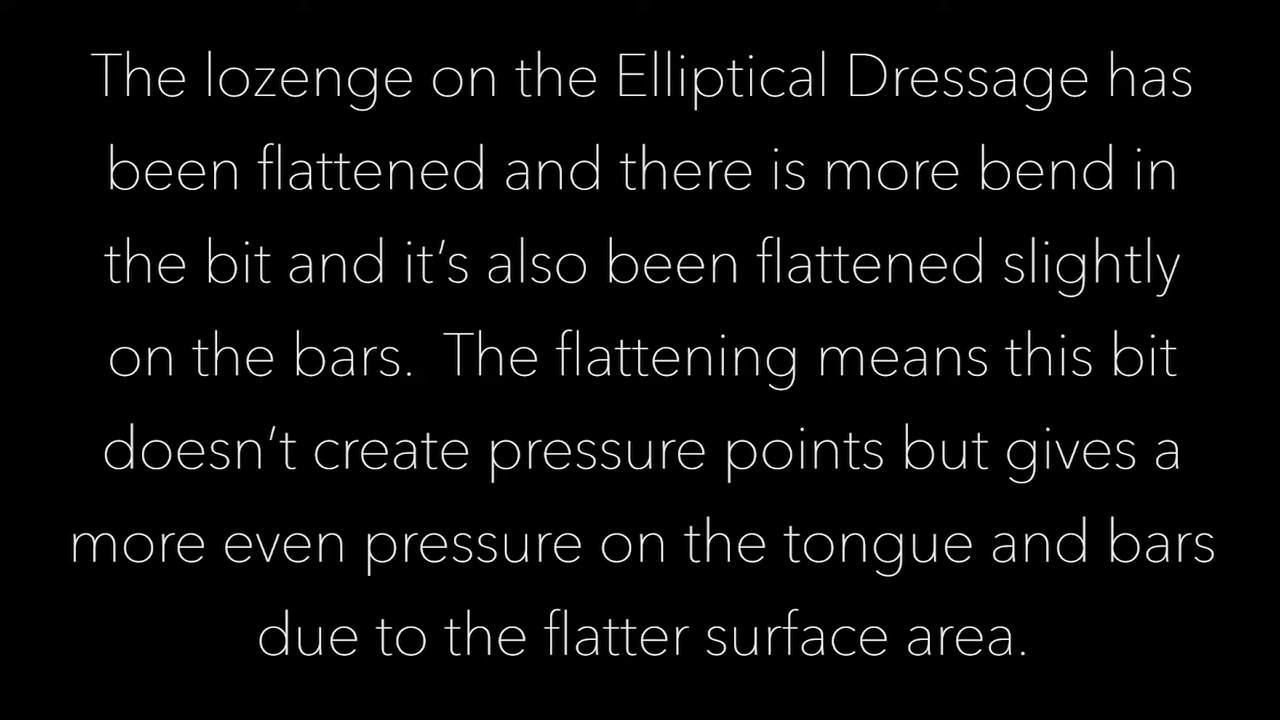 The lozenge on the Elliptical Dressage has
been flattened and there is more bend in
the bit and it’s also been flattened slightly
on the bars.  The flattening means this bit
doesn’t create pressure points but gives a
more even pressure on the tongue and bars
due to the flatter surface area.